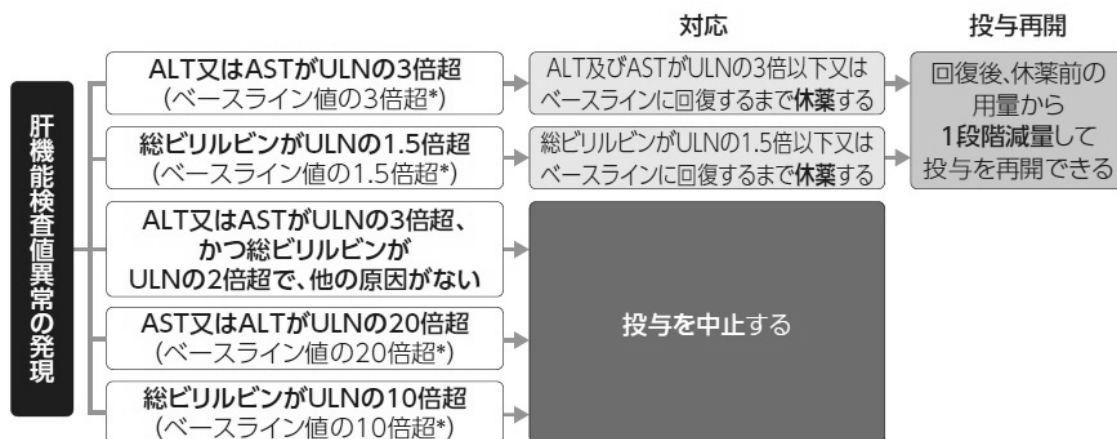 対応
投与再開
肝機能検査値異常の発現
ALT又はASTがULNの3倍超
(ベースライン値の3倍超*)
ALT及びASTがULNの3倍以下又は
ベースラインに回復するまで休薬する
回復後、休薬前の
用量から
1段階減量して
投与を再開できる
総ビリルビンがULNの1.5倍超
(ベースライン値の1.5倍超*)
総ビリルビンがULNの1.5倍以下又は
ベースラインに回復するまで休薬する
ALT又はASTがULNの3倍超、
かつ総ビリルビンが
ULNの2倍超で、他の原因がない
AST又はALTがULNの20倍超
(ベースライン値の20倍超*)
総ビリルビンがULNの10倍超
(ベースライン値の10倍超*)
投与を中止する